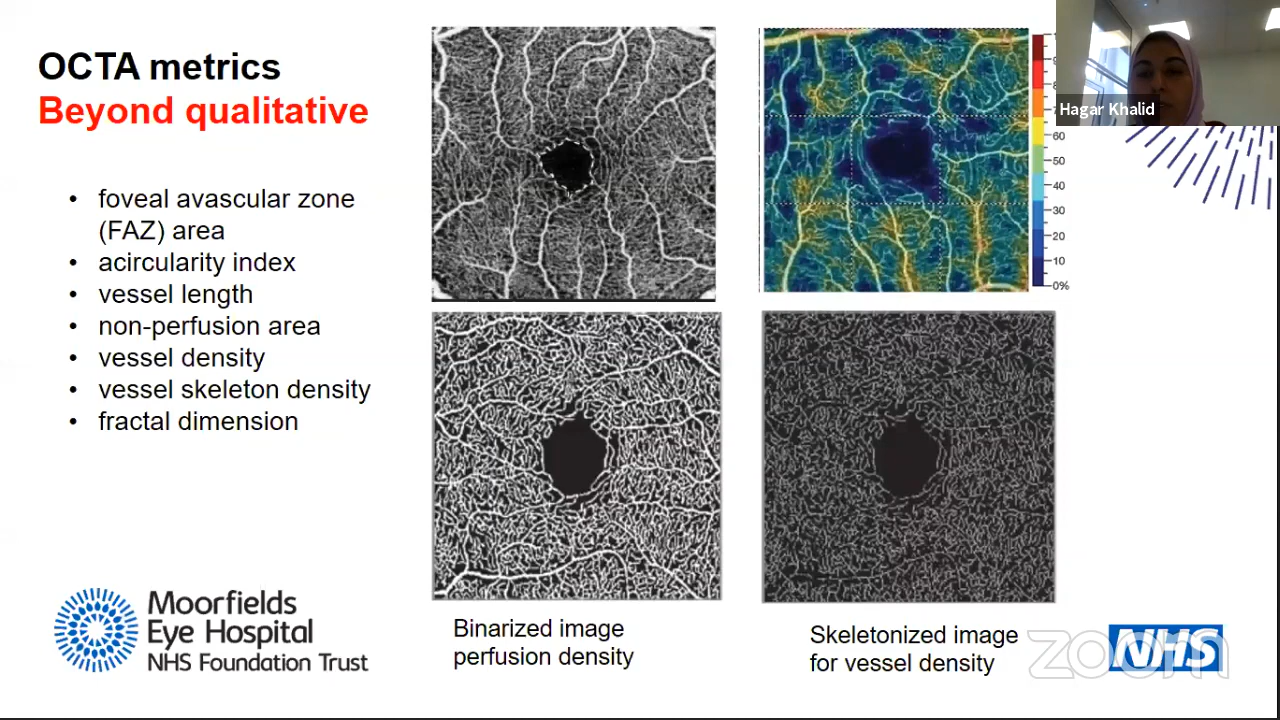 OCTA metrics
Beyond qualitative
• foveal avascular zone
(FAZ) area
• acircularity index
• vessel length
• non-perfusion area
• vessel density
• vessel skeleton density
• fractal dimension
Hagar Khalid
60
50
40
30
20
10
0%
Binarized image
perfusion density
Skeletonized image
for vessel density
Moorfields
Eye Hospital
NHS Foundation Trust
zoom
NHS